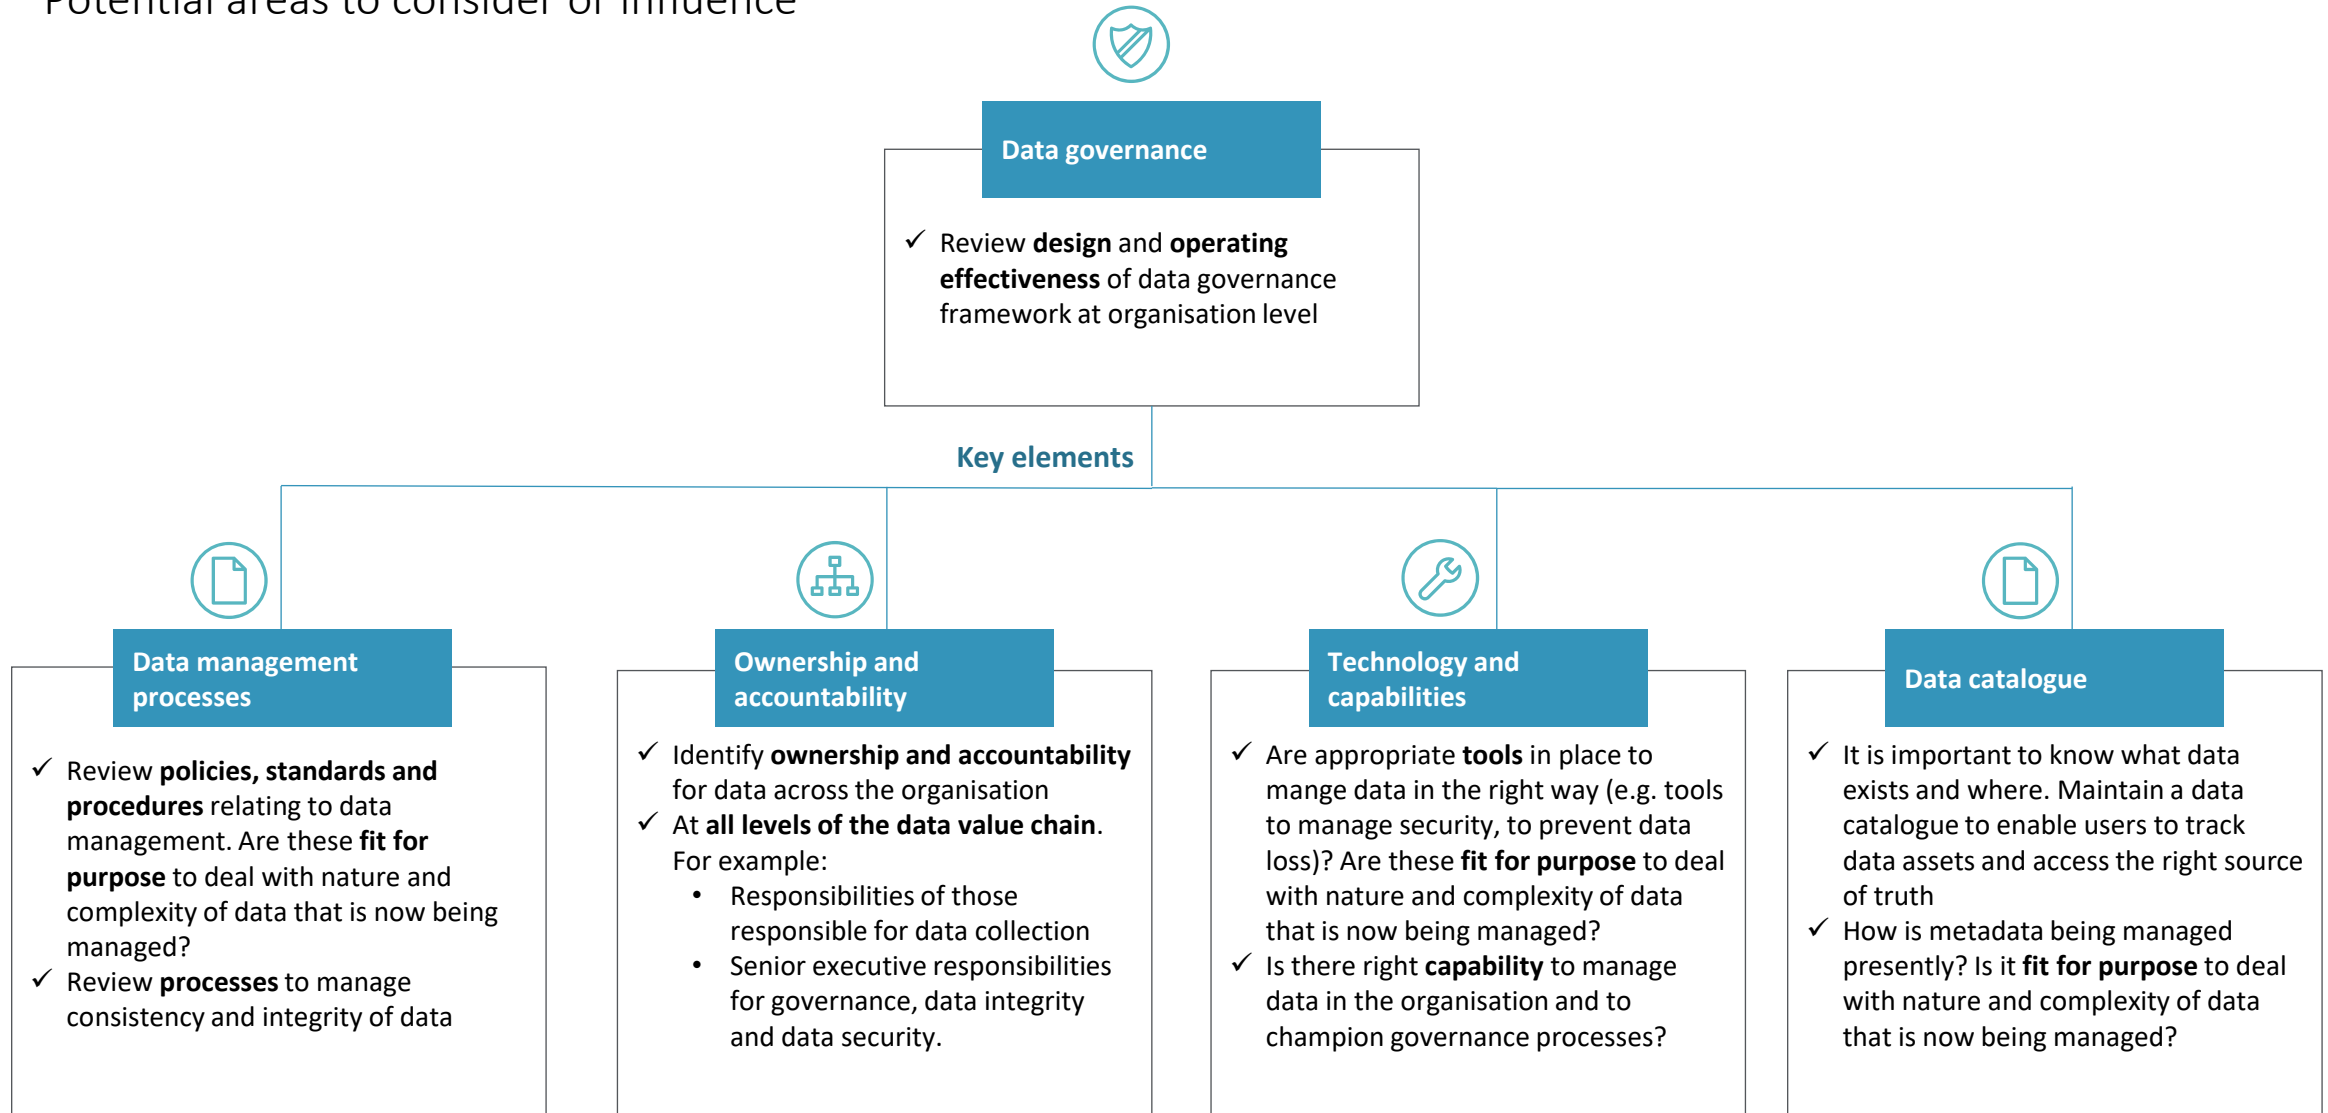 Potential areas to consider or influence
Data governance
✓ Review design and operating
effectiveness of data governance
framework at organisation level
Key elements
Data management
processes
✓ Review policies, standards and
procedures relating to data
management. Are these fit for
purpose to deal with nature and
complexity of data that is now being
managed?
✓ Review processes to manage
consistency and integrity of data
Ownership and
accountability
✓ Identify ownership and accountability
for data across the organisation
✓ At all levels of the data value chain.
For example:
• Responsibilities of those
responsible for data collection
• Senior executive responsibilities
for governance, data integrity
and data security.
Technology and
capabilities
✓ Are appropriate tools in place to
mange data in the right way (e.g. tools
to manage security, to prevent data
loss)? Are these fit for purpose to deal
with nature and complexity of data
that is now being managed?
✓ Is there right capability to manage
data in the organisation and to
champion governance processes?
Data catalogue
✓ It is important to know what data
exists and where. Maintain a data
catalogue to enable users to track
data assets and access the right source
of truth
✓ How is metadata being managed
presently? Is it fit for purpose to deal
with nature and complexity of data
that is now being managed?